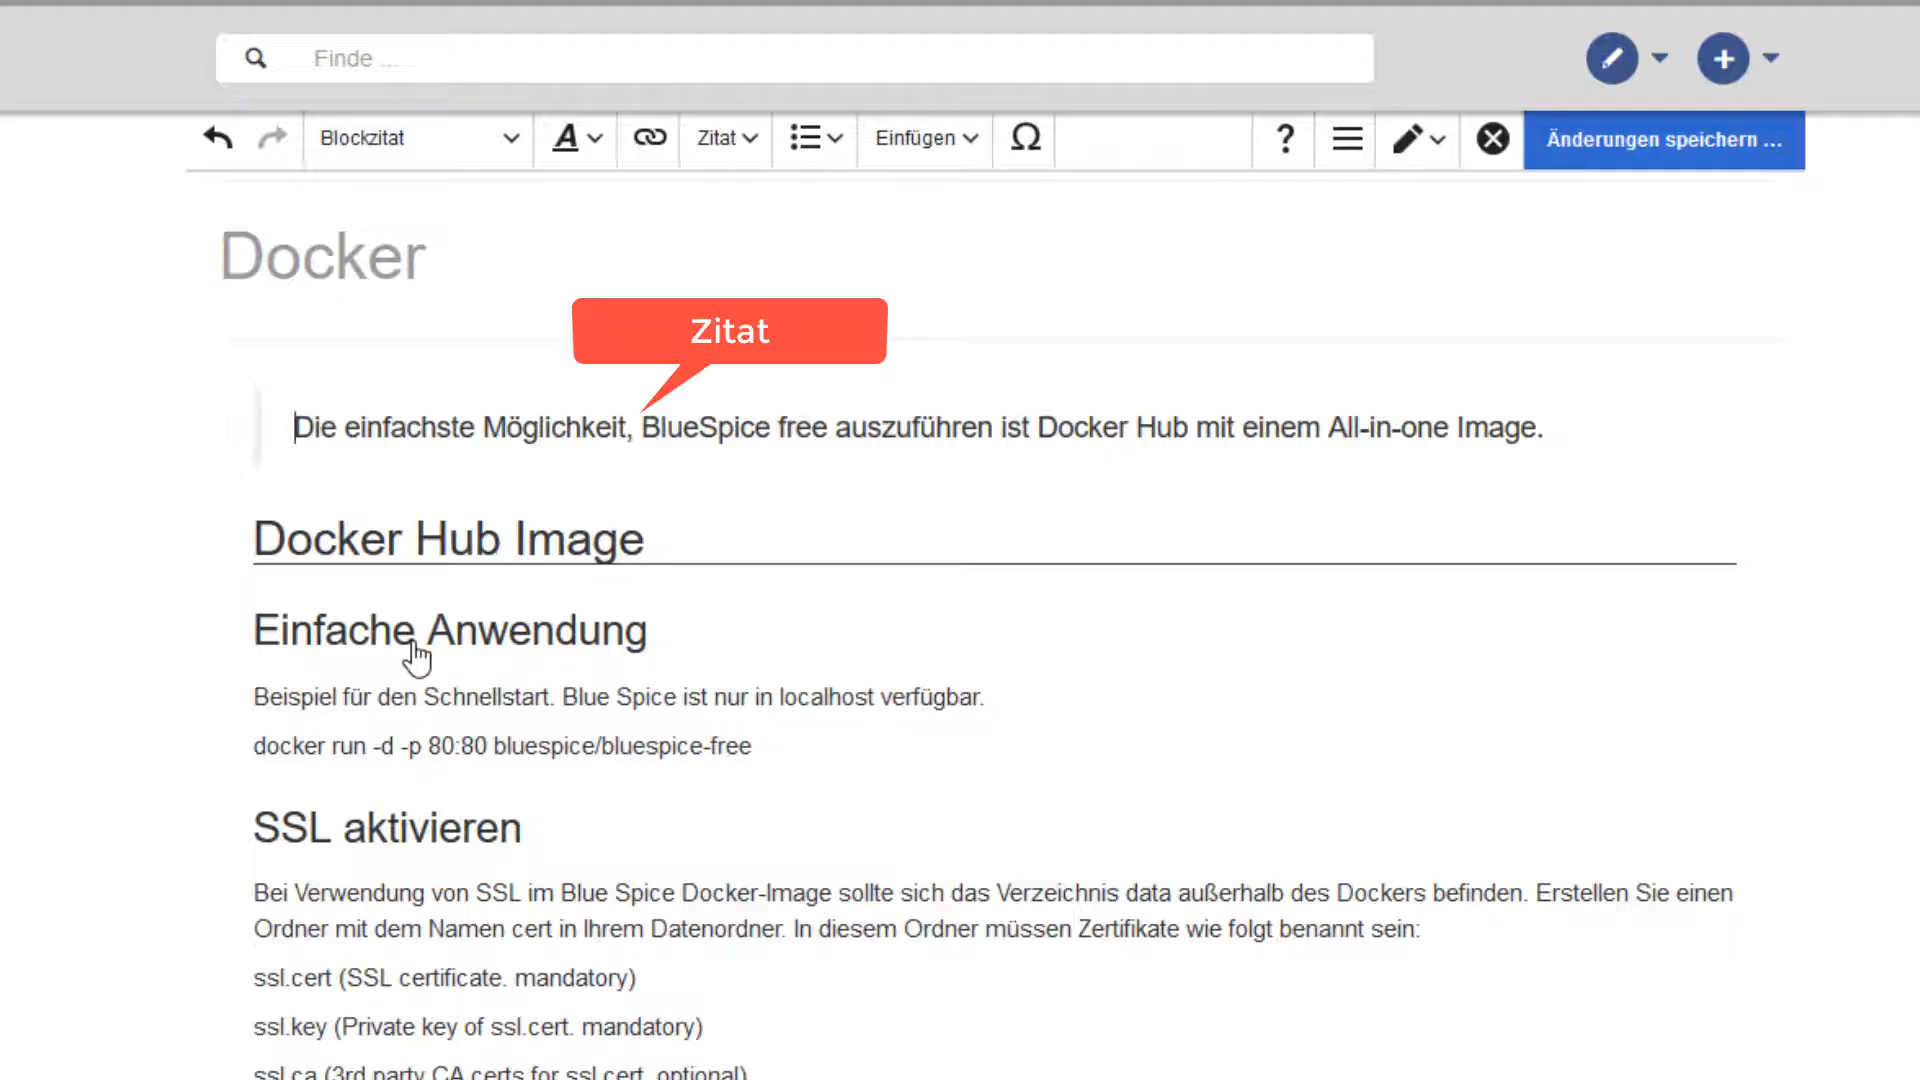 Finde ...
Blockzitat A Zitat Einfügen Ω ? Änderungen speichern ...
Docker
Zitat
Die einfachste Möglichkeit, BlueSpice free auszuführen ist Docker Hub mit einem All-in-one Image.
Docker Hub Image
Einfache Anwendung
Beispiel für den Schnellstart. Blue Spice ist nur in localhost verfügbar.
docker run -d -p 80:80 bluespice/bluespice-free
SSL aktivieren
Bei Verwendung von SSL im Blue Spice Docker-Image sollte sich das Verzeichnis data außerhalb des Dockers befinden. Erstellen Sie einen
Ordner mit dem Namen cert in Ihrem Datenordner. In diesem Ordner müssen Zertifikate wie folgt benannt sein:
ssl.cert (SSL certificate. mandatory)
ssl.key (Private key of ssl.cert. mandatory)
ssl.ca (3rd party CA certs for ssl.cert. optional)